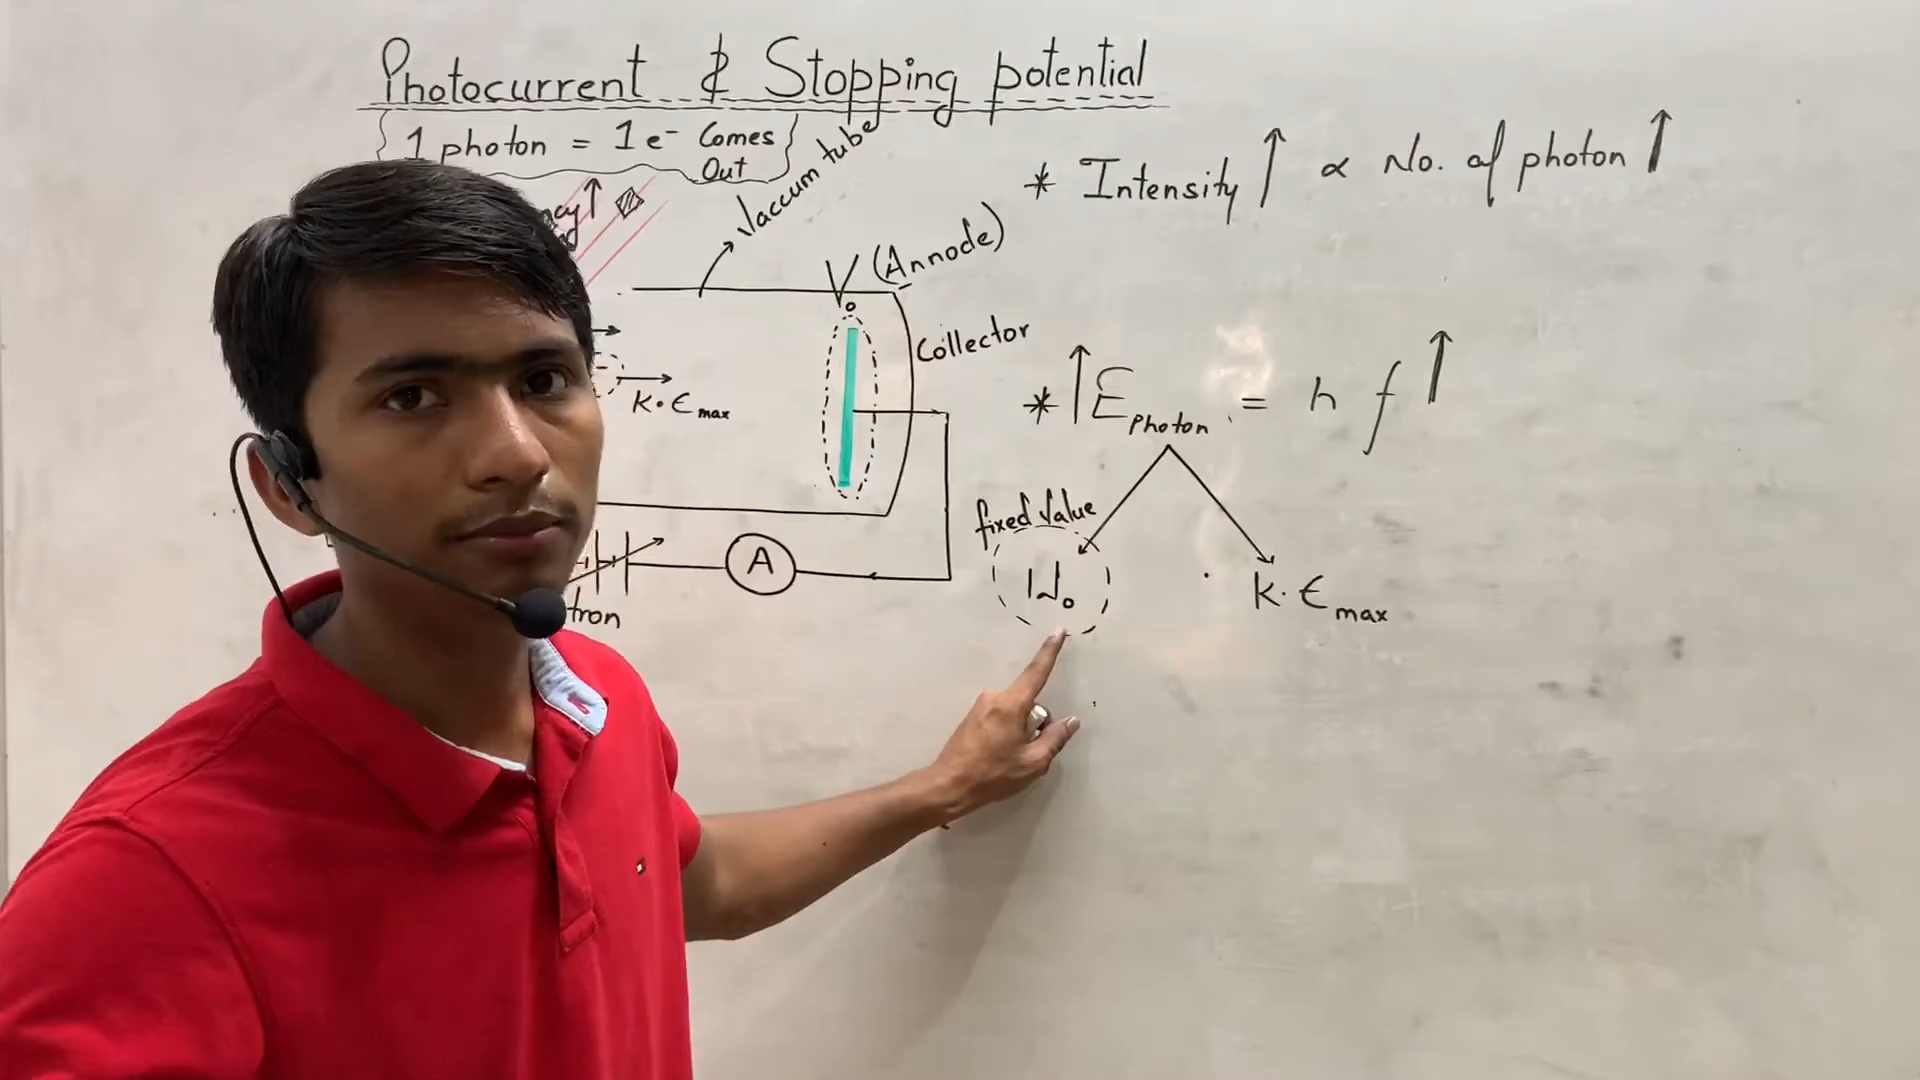 Photocurrent & Stopping potential
1 photon = 1 e⁻ Comes
Out
Vaccum tube
* Intensity ↑ ∝ No. of photon ↑
V₀ (Annode)
Collector
K.E max
* ↑ E photon = h f ↑
fixed Value
W₀
K.E max
A